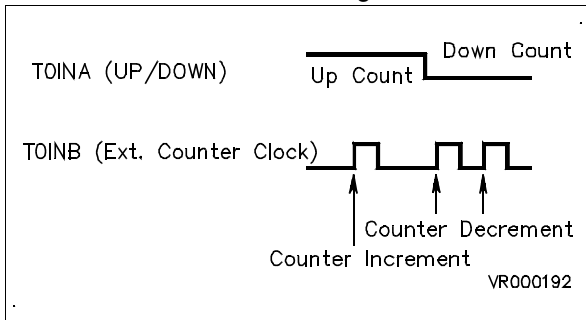 Down Count
T0INA (UP/DOWN)
Up Count
T0INB (Ext. Counter Clock)
Counter Decrement
Counter Increment
VR000192